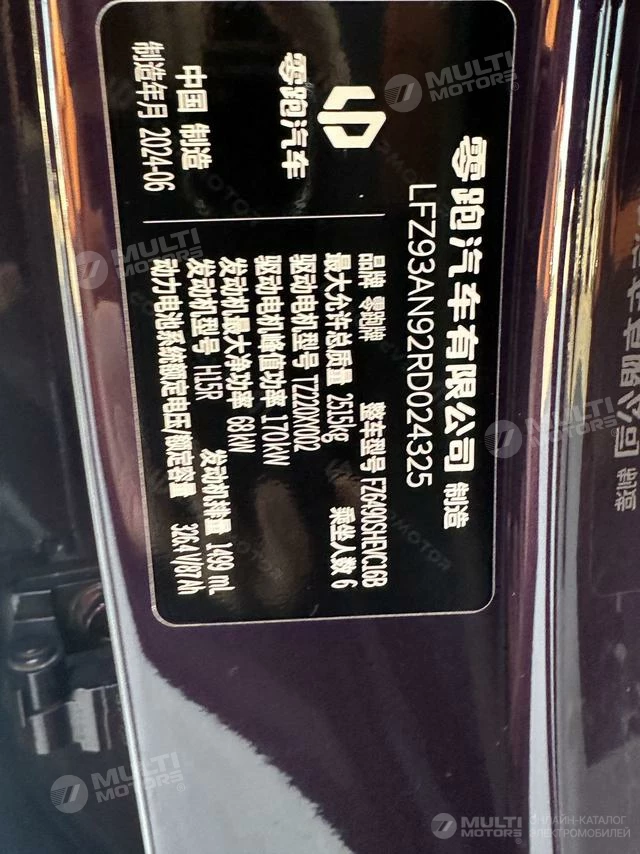 零跑汽车有限公司 制造
LFZ93AN92RD024325
品牌 零跑牌 整车型号 FZ6490SHEVC16B
最大允许总质量 2515kg 乘坐人数 6
驱动电机型号 TZ220XY002
驱动电机峰值功率 170kW
发动机最大净功率 68kW
发动机型号 H15R 发动机排量 1499 mL
动力电池系统额定电压/额定容量 326.4 V/87Ah
零跑汽车
中国 制造
制造年月 2024-06
MULTI MOTORS®
MULTI MOTORS®
MULTI MOTORS®
MULTI MOTORS®
MULTI MOTORS® ОНЛАЙН-КАТАЛОГ ЭЛЕКТРОМОБИЛЕЙ